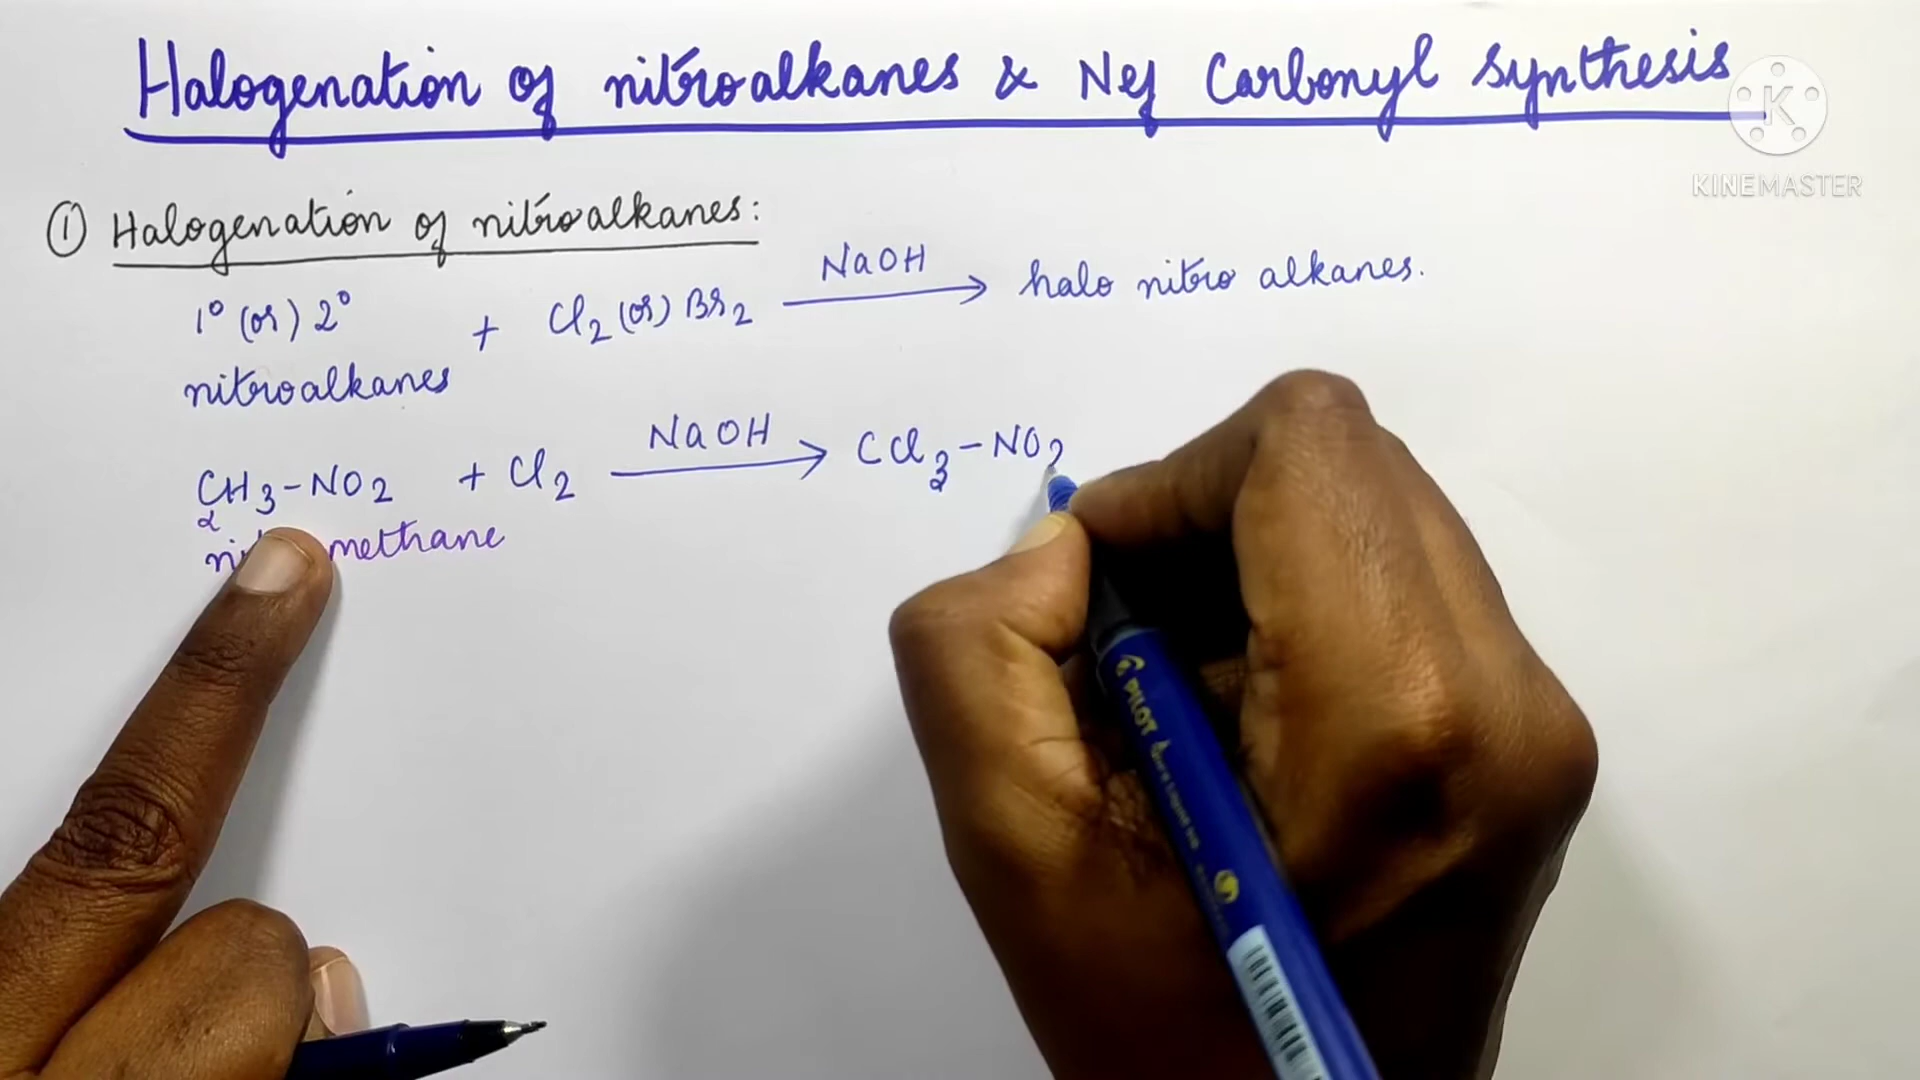 Halogenation of nitroalkanes & Nef Carbonyl synthesis
K
KINEMASTER
① Halogenation of nitroalkanes:
1° (or) 2° + Cl2 (or) Br2 NaOH → halo nitro alkanes.
nitroalkanes
CH3-NO2 + Cl2 NaOH → CCl3-NO2
α
methane
PILOT